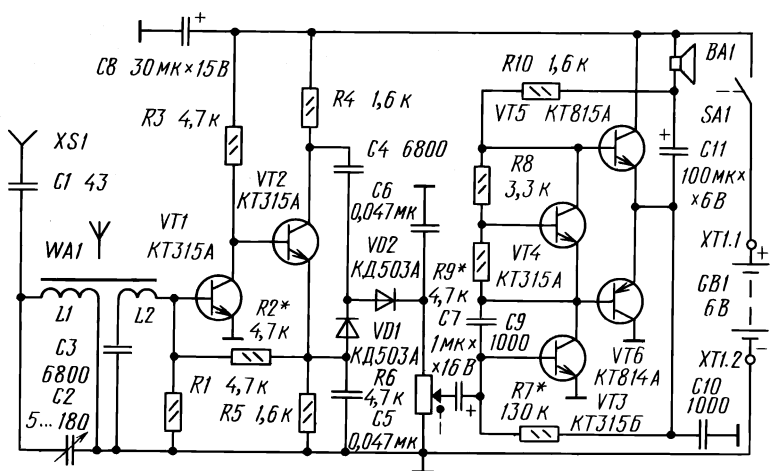 C8 30мк×15В
R3 4,7к
R4 1,6к
R10 1,6к
BA1
SA1
XS1
C1 43
WA1
VT1
КТ315А
VT2
КТ315А
C4 6800
C6
0,047мк
VD2
КД503А
VT5 КТ815А
R8
3,3к
VT4
КТ315А
R9*
4,7к
C11
100мк×
×6В
XT1.1
+
GB1
6В
–
XT1.2
L1
L2
C3
6800
C2
5...180
R2*
4,7к
R1 4,7к
R5 1,6к
VD1
КД503А
R6
4,7к
C5
0,047мк
C7
1мк×
×16В
C9
1000
R7*
130к
VT3
КТ315Б
VT6
КТ814А
C10
1000
+
+
+